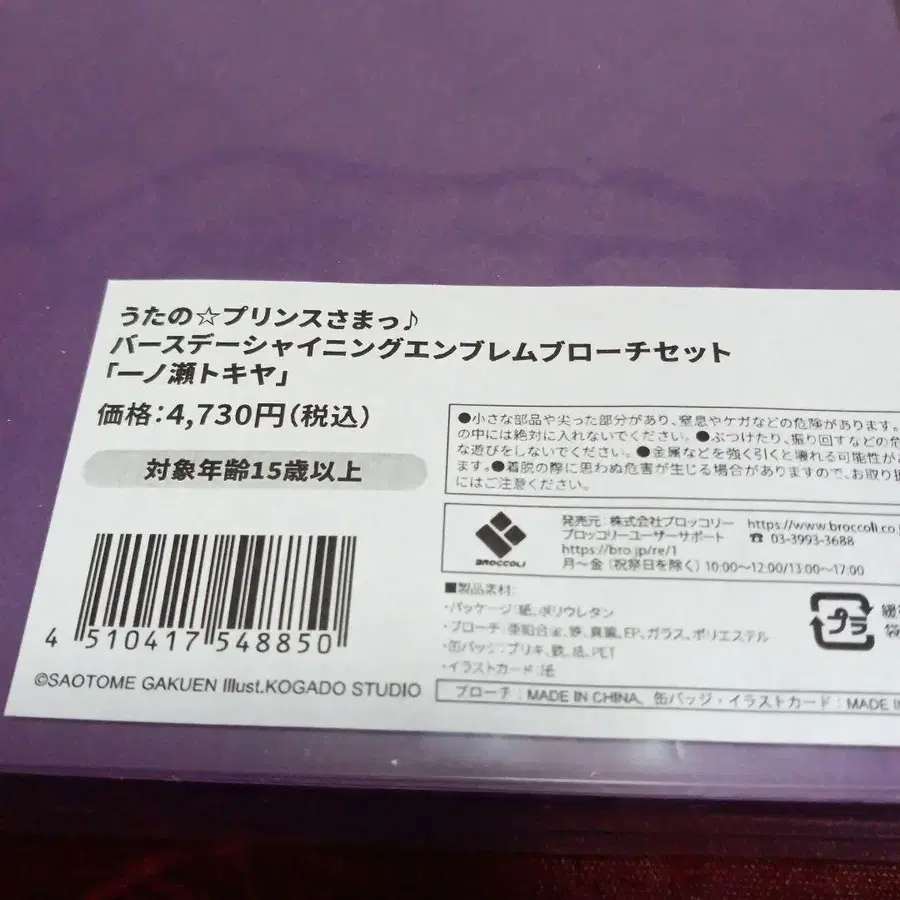 うたの☆プリンスさまっ♪
バースデーシャイニングエンブレムブローチセット
「一ノ瀬トキヤ」
価格:4,730円(税込)
対象年齢15歳以上
4 510417 548850
©SAOTOME GAKUEN Illust.KOGADO STUDIO
●小さな部品や尖った部分があり、窒息やケガなどの危険があります。
の中には絶対に入れないでください。●ぶつけたり、振り回すなどの危
な遊びをしないでください。●金属などを強く引くと壊れる可能性が
ます。●着脱の際に思わぬ危害が生じる場合がありますので、お取り扱
にはご注意ください。
BROCCOLI
発売元:株式会社ブロッコリー https://www.broccoli.co.
ブロッコリーユーザーサポート ☎ 03-3993-3688
https://bro.jp/re/1
月～金(祝祭日を除く)10:00～12:00/13:00～17:00
■製品素材:
・パッケージ:紙、ポリウレタン
・ブローチ:亜鉛合金、鉄、真鍮、EP、ガラス、ポリエステル
・缶バッジ:ブリキ、鉄、紙、PET
・イラストカード:紙
プラ
ブローチ:MADE IN CHINA、缶バッジ・イラストカード:MADE